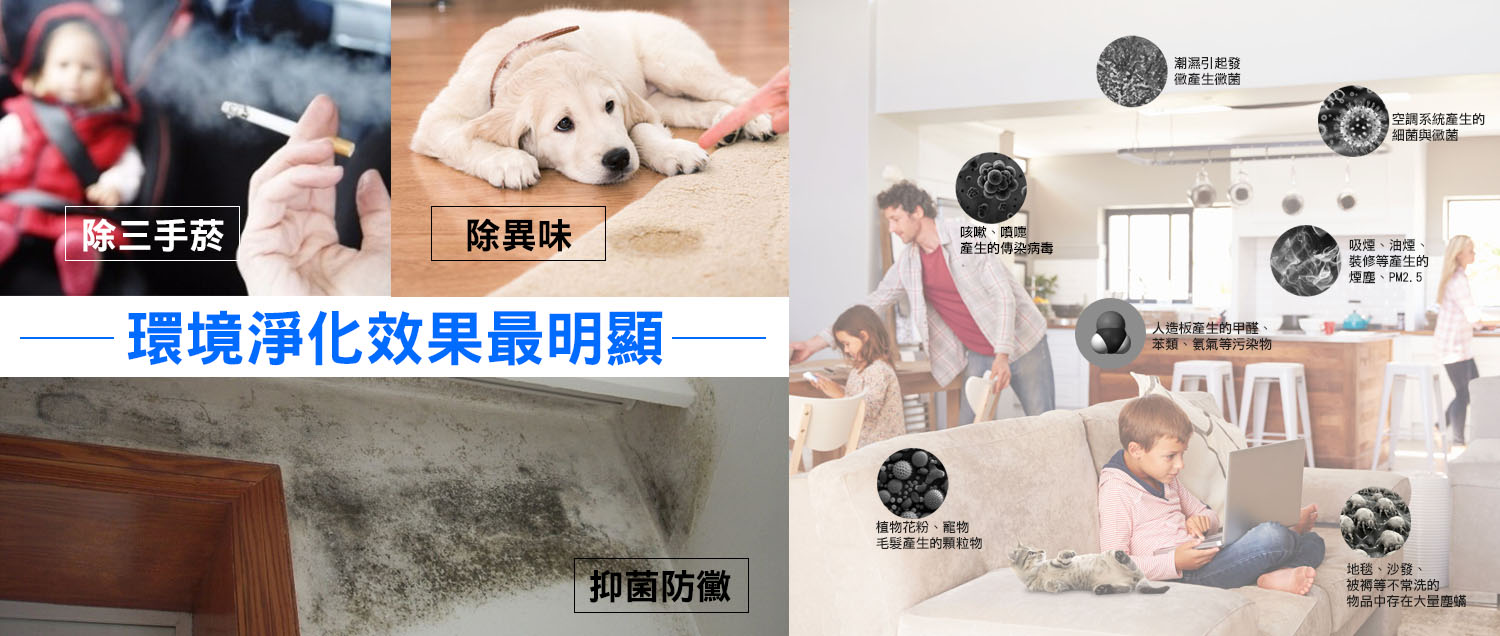 除三手菸
除異味
環境淨化效果最明顯
抑菌防黴
潮濕引起發
黴產生黴菌
空調系統產生的
細菌與黴菌
咳嗽、噴嚏
產生的傳染病毒
吸煙、油煙、
裝修等產生的
煙塵、PM2.5
人造板產生的甲醛、
苯類、氨氣等污染物
植物花粉、寵物
毛髮產生的顆粒物
地毯、沙發、
被褥等不常洗的
物品中存在大量塵蟎